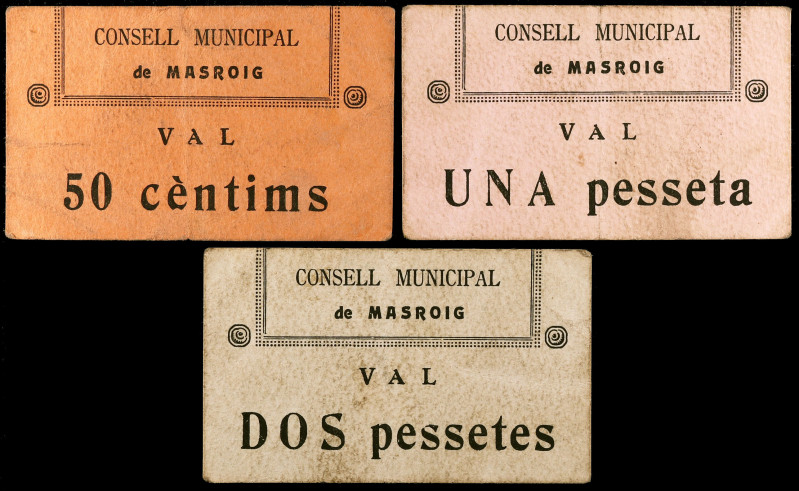 CONSELL MUNICIPAL
de MASROIG
VAL
50 cèntims
CONSELL MUNICIPAL
de MASROIG
VAL
UNA pesseta
CONSELL MUNICIPAL
de MASROIG
VAL
DOS pessetes